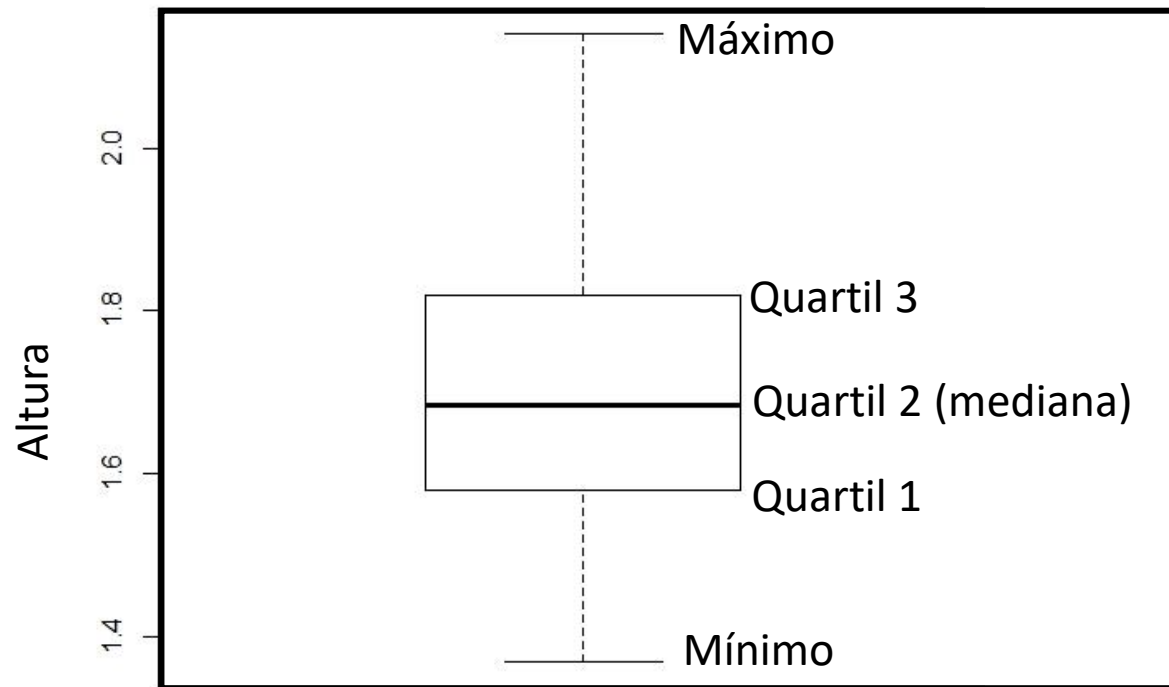 Máximo
2.0
Quartil 3
1.8
Altura
Quartil 2 (mediana)
1.6
Quartil 1
1.4
Mínimo